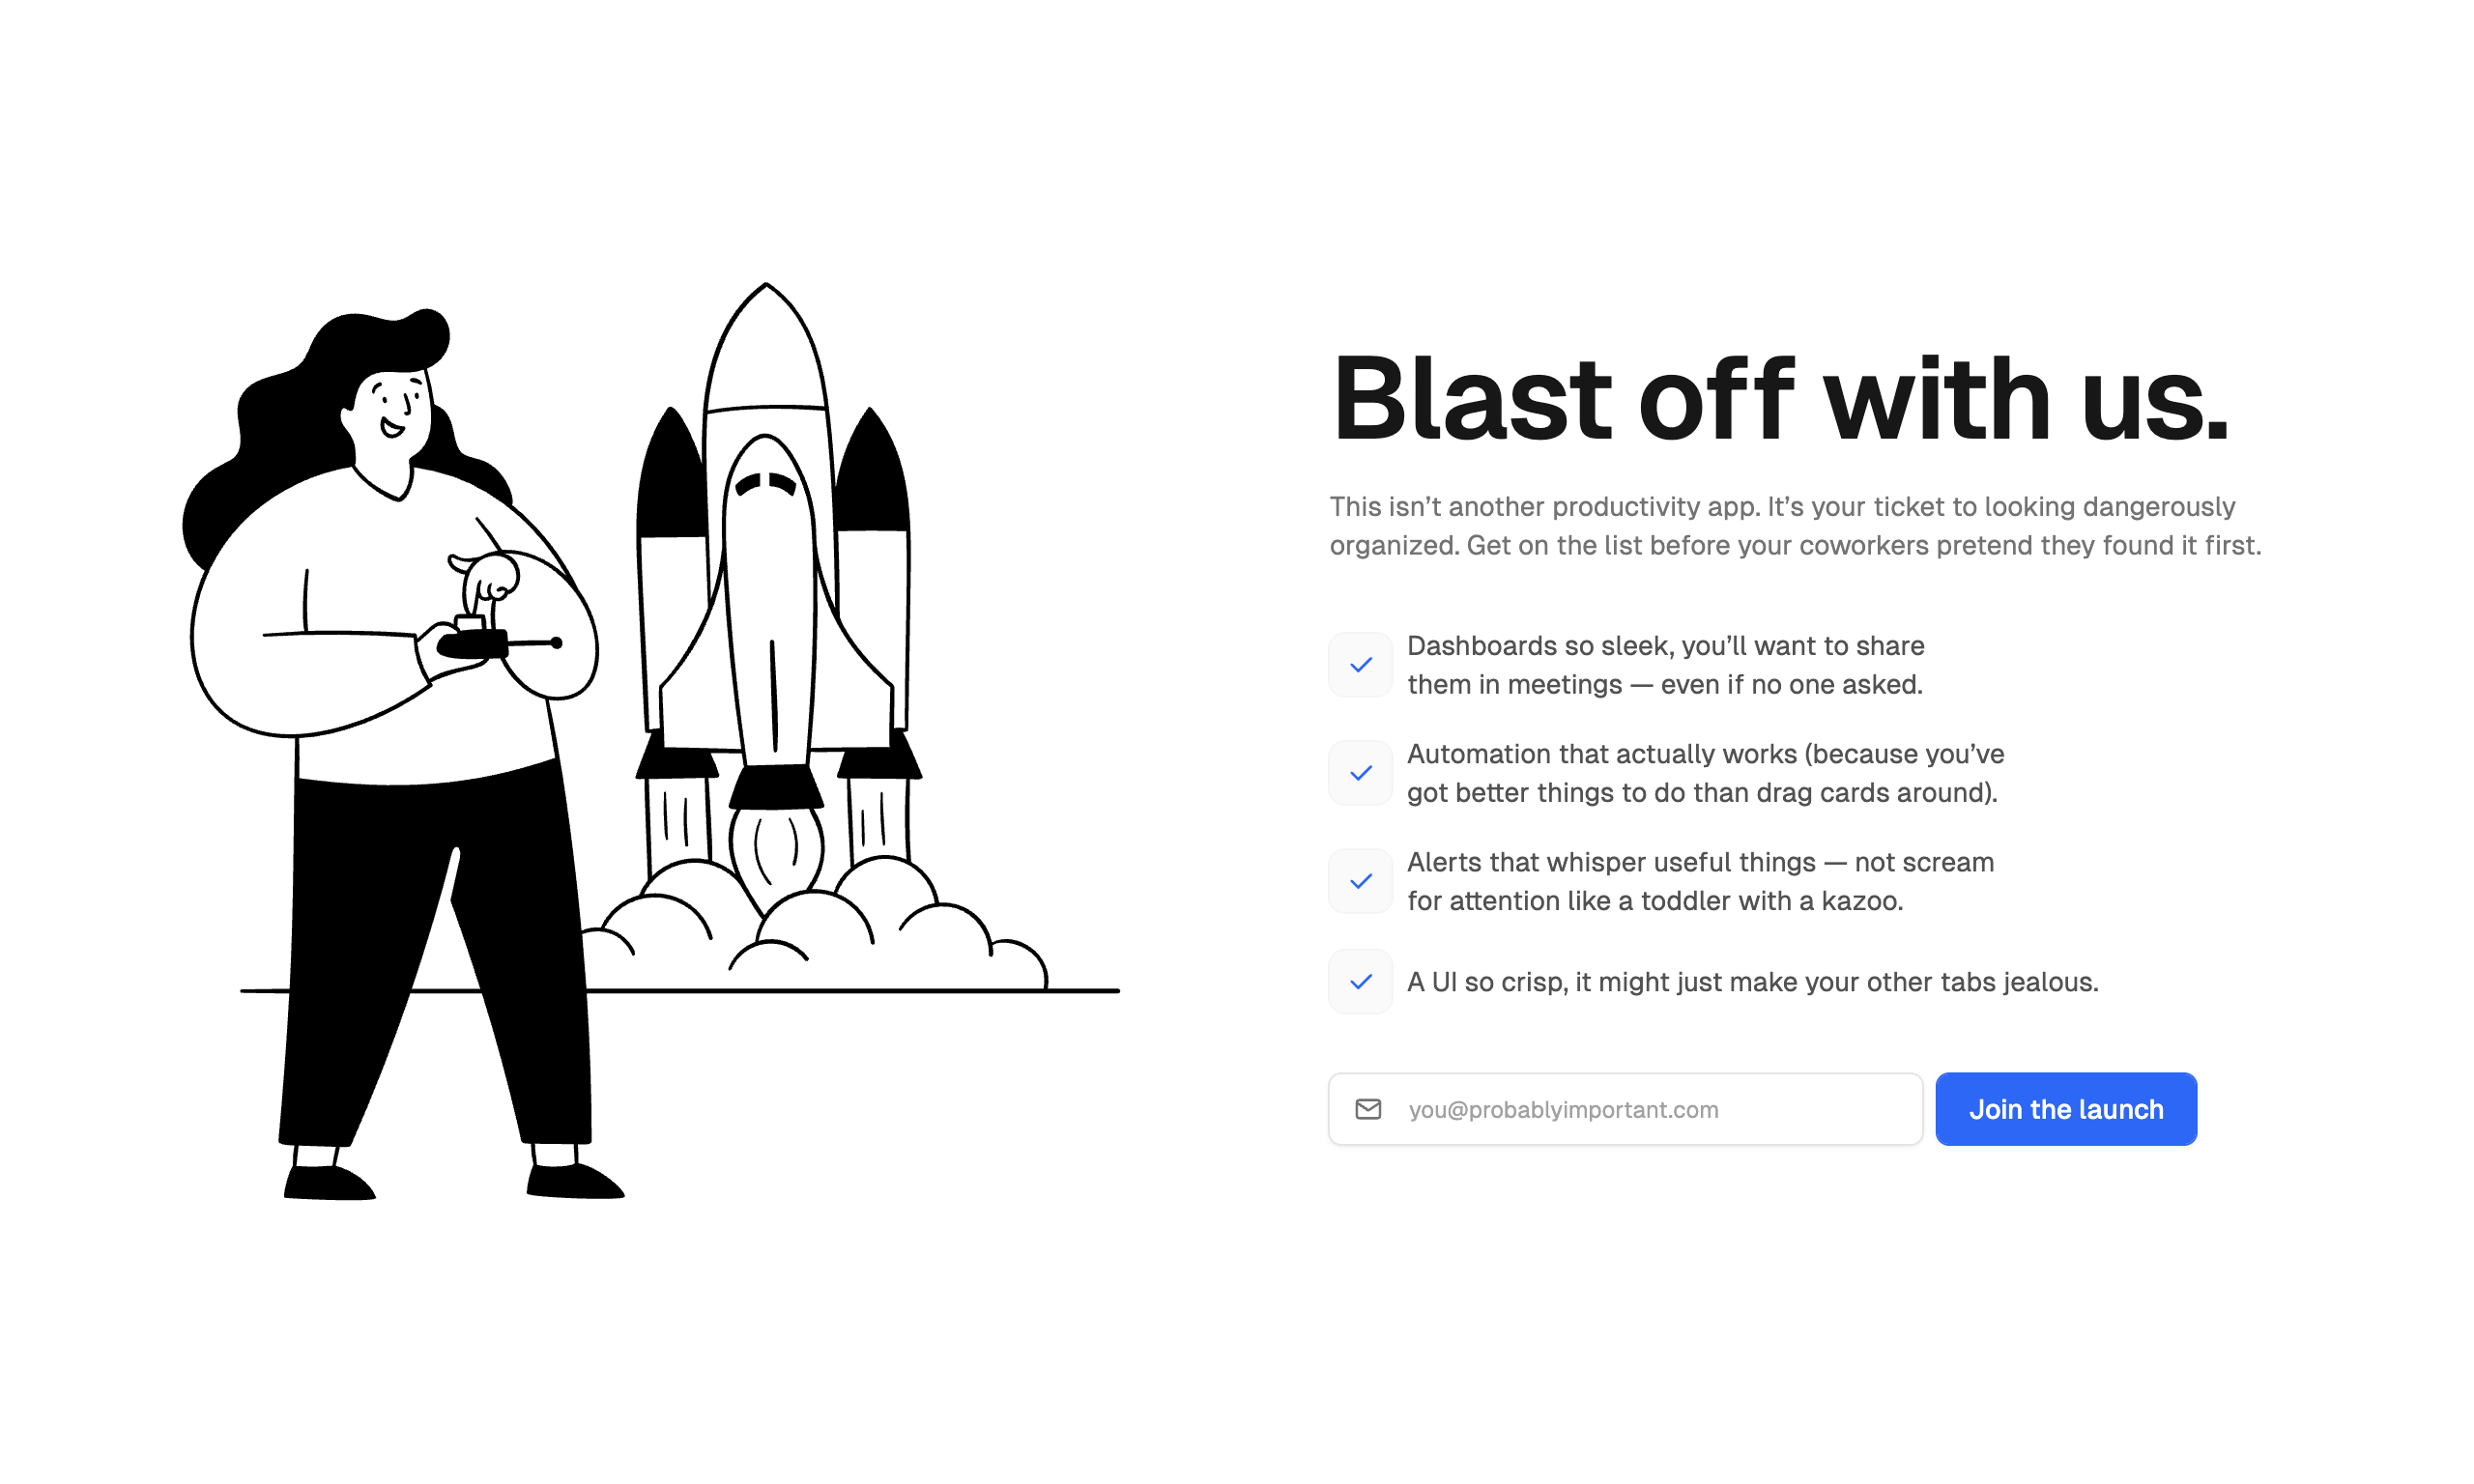 Blast off with us.
This isn’t another productivity app. It’s your ticket to looking dangerously
organized. Get on the list before your coworkers pretend they found it first.
Dashboards so sleek, you’ll want to share
them in meetings — even if no one asked.
Automation that actually works (because you’ve
got better things to do than drag cards around).
Alerts that whisper useful things — not scream
for attention like a toddler with a kazoo.
A UI so crisp, it might just make your other tabs jealous.
you@probablyimportant.com
Join the launch